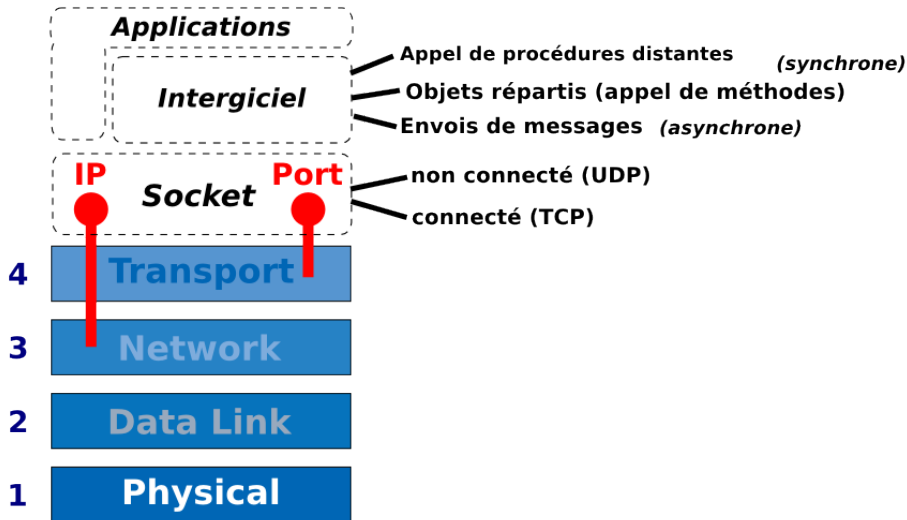 Applications
Appel de procédures distantes (synchrone)
Intergiciel
Objets répartis (appel de méthodes)
Envois de messages (asynchrone)
IP Port
Socket
non connecté (UDP)
connecté (TCP)
4 Transport
3 Network
2 Data Link
1 Physical